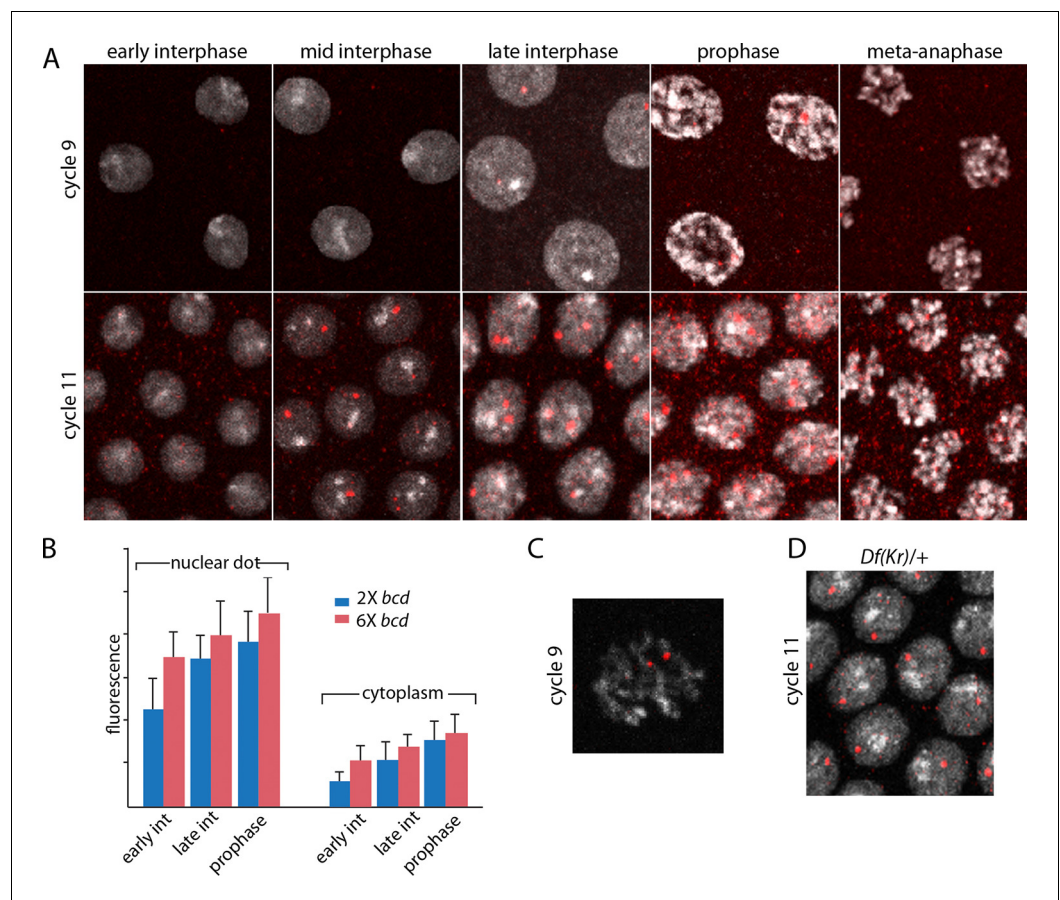 A
early interphase
mid interphase
late interphase
prophase
meta-anaphase
cycle 9
cycle 11
B
nuclear dot
2X bcd
6X bcd
cytoplasm
fluorescence
early int
late int
prophase
early int
late int
prophase
C
cycle 9
D
Df(Kr)/+
cycle 11